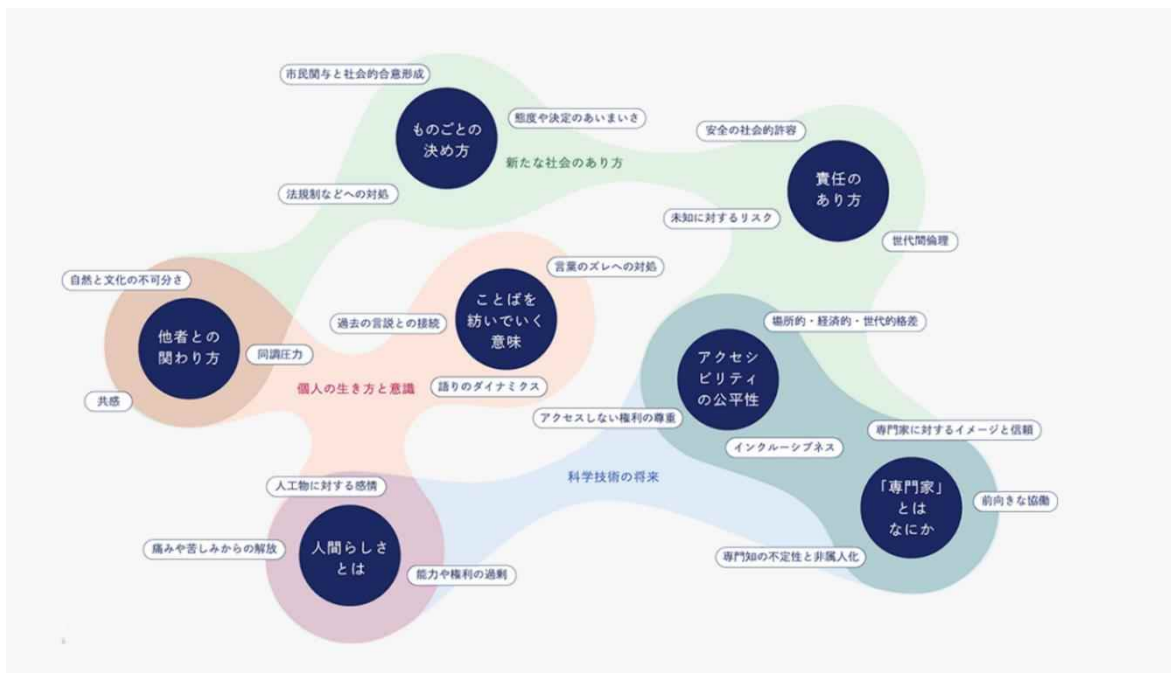 市民関与と社会的合意形成
ものごとの
決め方
態度や決定のあいまいさ
新たな社会のあり方
法規制などへの対処
安全の社会的許容
責任の
あり方
未知に対するリスク
世代間倫理
自然と文化の不可分さ
他者との
関わり方
同調圧力
共感
個人の生き方と意識
言葉のズレへの対処
ことばを
紡いでいく
意味
過去の言説との接続
語りのダイナミクス
場所的・経済的・世代的格差
アクセシ
ビリティ
の公平性
アクセスしない権利の尊重
インクルーシブネス
科学技術の将来
専門家に対するイメージと信頼
「専門家」
とは
なにか
前向きな協働
専門知の不定性と非属人化
人工物に対する感情
人間らしさ
とは
痛みや苦しみからの解放
能力や権利の過剰